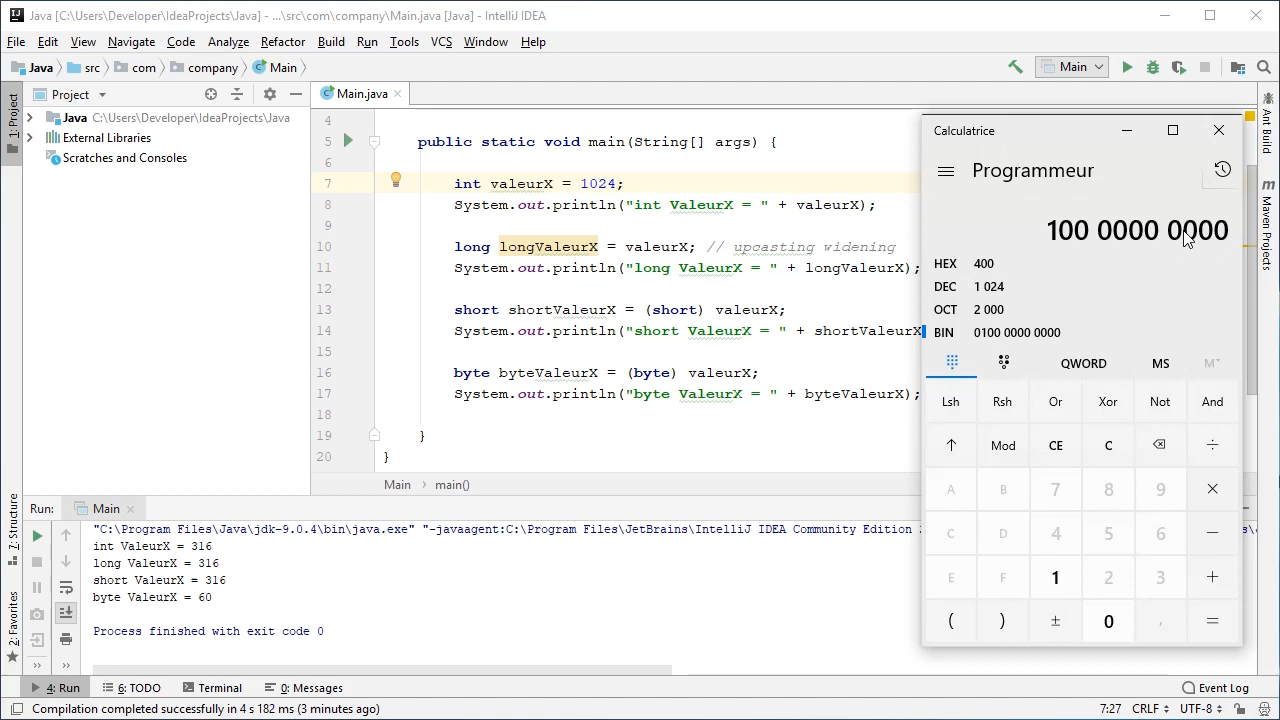 Java [C:\Users\Developer\IdeaProjects\Java] - ...\src\com\company\Main.java [Java] - IntelliJ IDEA
File Edit View Navigate Code Analyze Refactor Build Run Tools VCS Window Help
Java src com company Main
Main
Project
Main.java
1: Project
Java C:\Users\Developer\IdeaProjects\Java
External Libraries
Scratches and Consoles
7: Structure
2: Favorites
4
5 public static void main(String[] args) {
6
7 int valeurX = 1024;
8 System.out.println("int ValeurX = " + valeurX);
9
10 long longValeurX = valeurX; // upcasting widening
11 System.out.println("long ValeurX = " + longValeurX);
12
13 short shortValeurX = (short) valeurX;
14 System.out.println("short ValeurX = " + shortValeurX
15
16 byte byteValeurX = (byte) valeurX;
17 System.out.println("byte ValeurX = " + byteValeurX);
18
19 }
20 }
Main main()
Calculatrice
Programmeur
100 0000 0000
HEX 400
DEC 1 024
OCT 2 000
BIN 0100 0000 0000
QWORD MS M
Lsh Rsh Or Xor Not And
↑ Mod CE C ÷
A B 7 8 9 ×
C D 4 5 6 −
E F 1 2 3 +
( ) ± 0 , =
Ant Build
m Maven Projects
Run: Main
"C:\Program Files\Java\jdk-9.0.4\bin\java.exe" "-javaagent:C:\Program Files\JetBrains\IntelliJ IDEA Community Edition
int ValeurX = 316
long ValeurX = 316
short ValeurX = 316
byte ValeurX = 60
Process finished with exit code 0
4: Run 6: TODO Terminal 0: Messages Event Log
Compilation completed successfully in 4 s 182 ms (3 minutes ago) 7:27 CRLF UTF-8